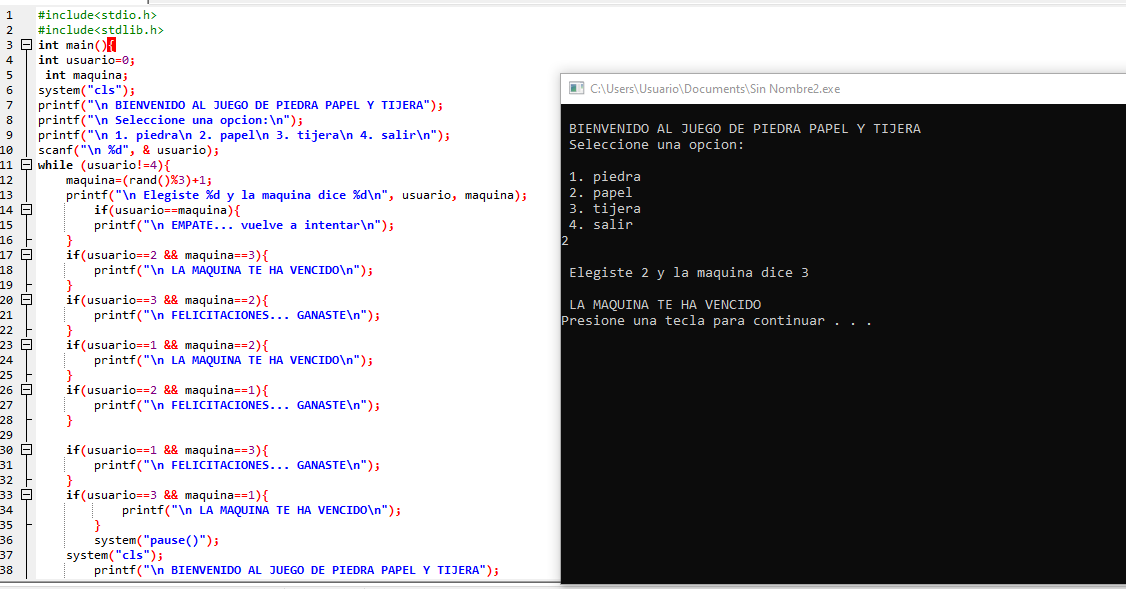 1 #include<stdio.h>
2 #include<stdlib.h>
3 int main(){
4 int usuario=0;
5 int maquina;
6 system("cls");
7 printf("\n BIENVENIDO AL JUEGO DE PIEDRA PAPEL Y TIJERA");
8 printf("\n Seleccione una opcion:\n");
9 printf("\n 1. piedra\n 2. papel\n 3. tijera\n 4. salir\n");
10 scanf("\n %d", & usuario);
11 while (usuario!=4){
12 maquina=(rand()%3)+1;
13 printf("\n Elegiste %d y la maquina dice %d\n", usuario, maquina);
14 if(usuario==maquina){
15 printf("\n EMPATE... vuelve a intentar\n");
16 }
17 if(usuario==2 && maquina==3){
18 printf("\n LA MAQUINA TE HA VENCIDO\n");
19 }
20 if(usuario==3 && maquina==2){
21 printf("\n FELICITACIONES... GANASTE\n");
22 }
23 if(usuario==1 && maquina==2){
24 printf("\n LA MAQUINA TE HA VENCIDO\n");
25 }
26 if(usuario==2 && maquina==1){
27 printf("\n FELICITACIONES... GANASTE\n");
28 }
29
30 if(usuario==1 && maquina==3){
31 printf("\n FELICITACIONES... GANASTE\n");
32 }
33 if(usuario==3 && maquina==1){
34 printf("\n LA MAQUINA TE HA VENCIDO\n");
35 }
36 system("pause()");
37 system("cls");
38 printf("\n BIENVENIDO AL JUEGO DE PIEDRA PAPEL Y TIJERA");
C:\Users\Usuario\Documents\Sin Nombre2.exe
BIENVENIDO AL JUEGO DE PIEDRA PAPEL Y TIJERA
Seleccione una opcion:
1. piedra
2. papel
3. tijera
4. salir
2
Elegiste 2 y la maquina dice 3
LA MAQUINA TE HA VENCIDO
Presione una tecla para continuar . . .